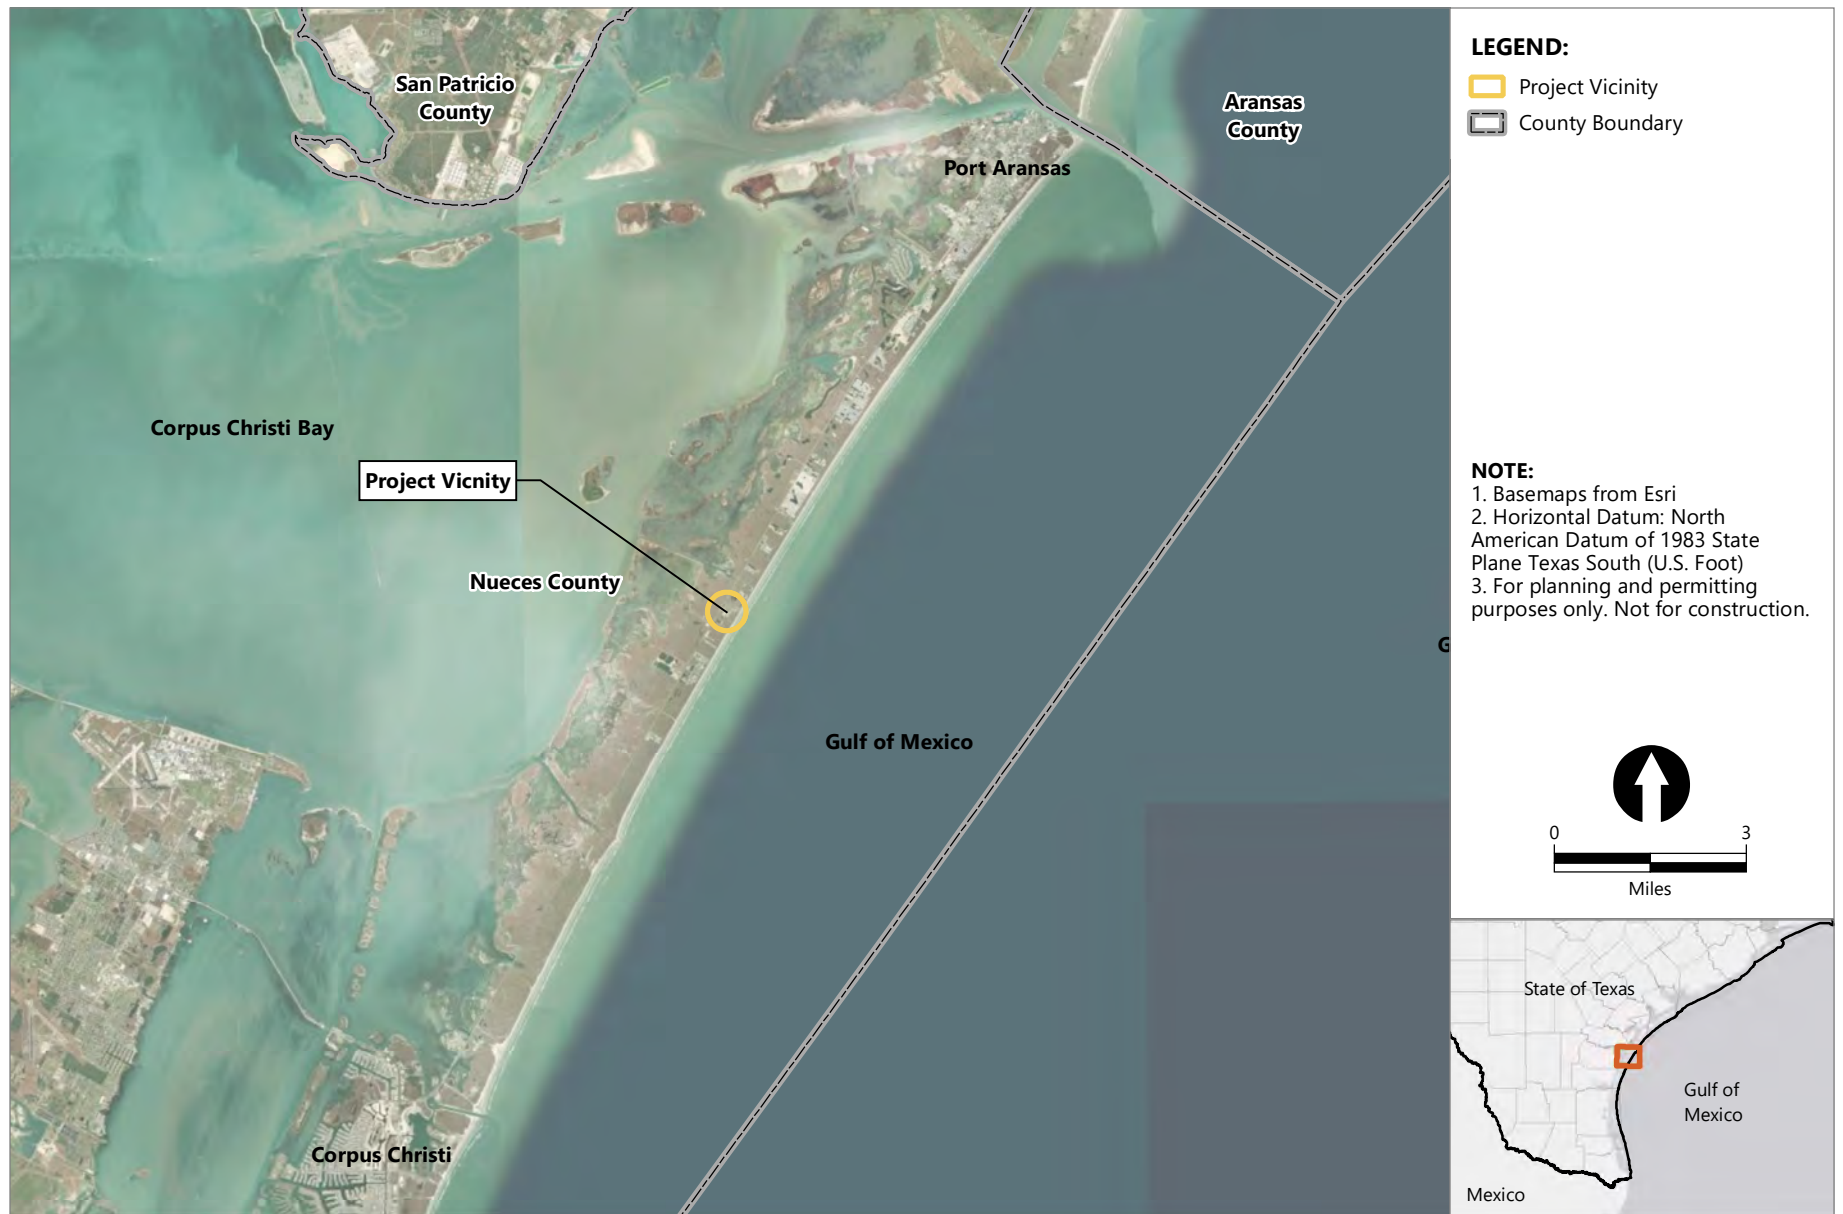 San Patricio
County
Aransas
County
Port Aransas
Corpus Christi Bay
Project Vicnity
Nueces County
G
Gulf of Mexico
Corpus Christi
LEGEND:
Project Vicinity
County Boundary
NOTE:
1. Basemaps from Esri
2. Horizontal Datum: North
American Datum of 1983 State
Plane Texas South (U.S. Foot)
3. For planning and permitting
purposes only. Not for construction.
0 3
Miles
State of Texas
Gulf of
Mexico
Mexico